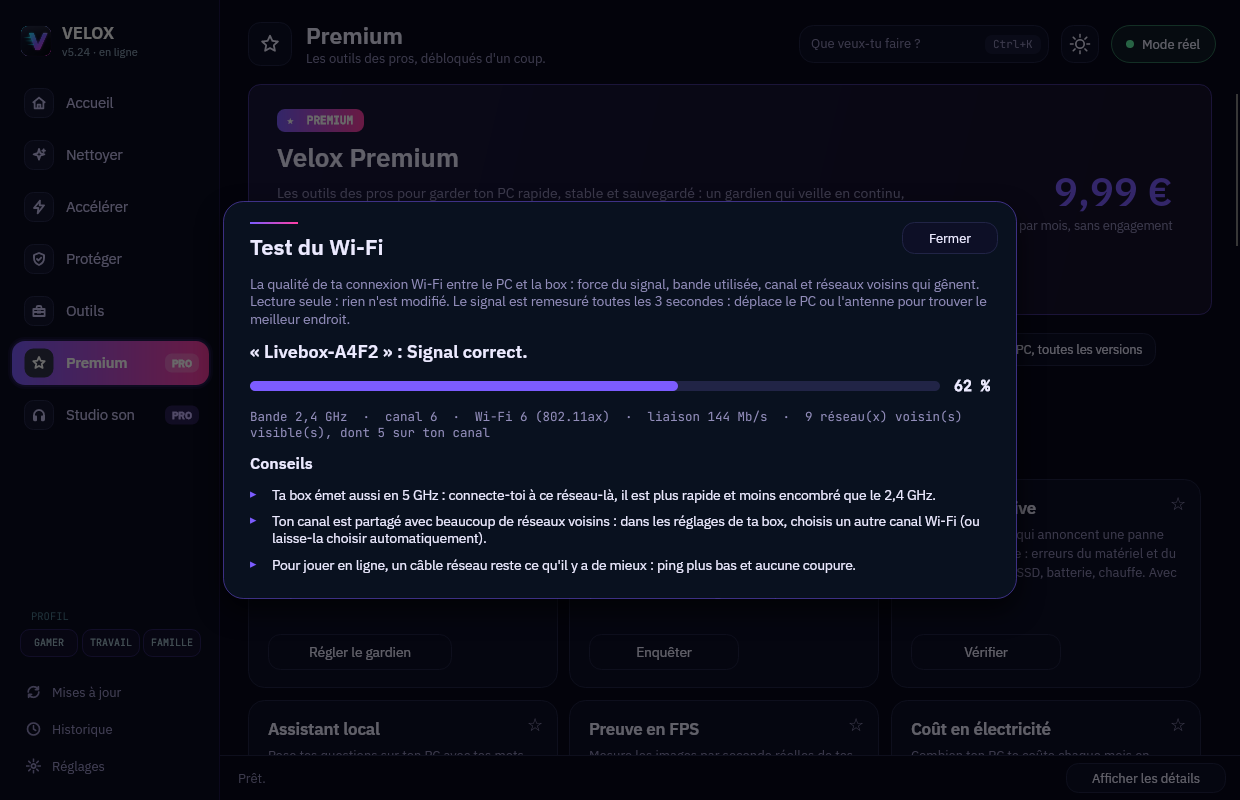 VELOX
v5.24 · en ligne
Accueil
Nettoyer
Accélérer
Protéger
Outils
Premium PRO
Studio son PRO
PROFIL
GAMER TRAVAIL FAMILLE
Mises à jour
Historique
Réglages
Premium
Les outils des pros, débloqués d'un coup.
Que veux-tu faire ? Ctrl+K
Mode réel
★ PREMIUM
Velox Premium
Les outils des pros pour garder ton PC rapide, stable et sauvegardé : un gardien qui veille en continu,
9,99 €
par mois, sans engagement
PC, toutes les versions
Test du Wi-Fi
Fermer
La qualité de ta connexion Wi-Fi entre le PC et la box : force du signal, bande utilisée, canal et réseaux voisins qui gênent.
Lecture seule : rien n'est modifié. Le signal est remesuré toutes les 3 secondes : déplace le PC ou l'antenne pour trouver le
meilleur endroit.
« Livebox-A4F2 » : Signal correct.
62 %
Bande 2,4 GHz · canal 6 · Wi-Fi 6 (802.11ax) · liaison 144 Mb/s · 9 réseau(x) voisin(s)
visible(s), dont 5 sur ton canal
Conseils
▸ Ta box émet aussi en 5 GHz : connecte-toi à ce réseau-là, il est plus rapide et moins encombré que le 2,4 GHz.
▸ Ton canal est partagé avec beaucoup de réseaux voisins : dans les réglages de ta box, choisis un autre canal Wi-Fi (ou
laisse-la choisir automatiquement).
▸ Pour jouer en ligne, un câble réseau reste ce qu'il y a de mieux : ping plus bas et aucune coupure.
qui annoncent une panne
: erreurs du matériel et du
SSD, batterie, chauffe. Avec
Régler le gardien
Enquêter
Vérifier
Assistant local
Preuve en FPS
Coût en électricité
Prêt.
Afficher les détails